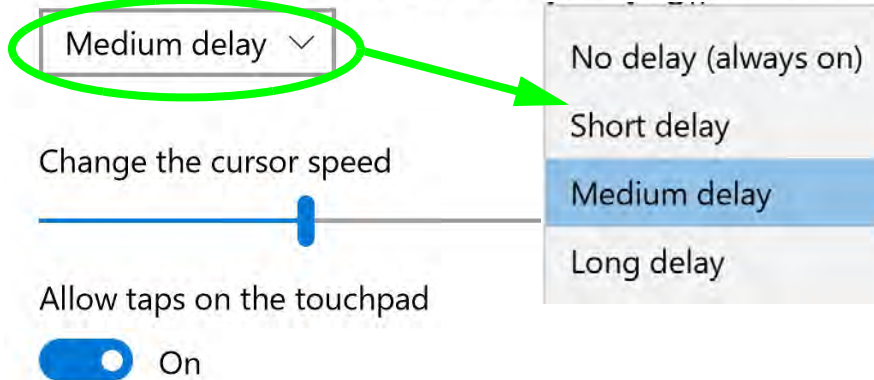 Medium delay
Change the cursor speed
Allow taps on the touchpad
On
No delay (always on)
Short delay
Medium delay
Long delay